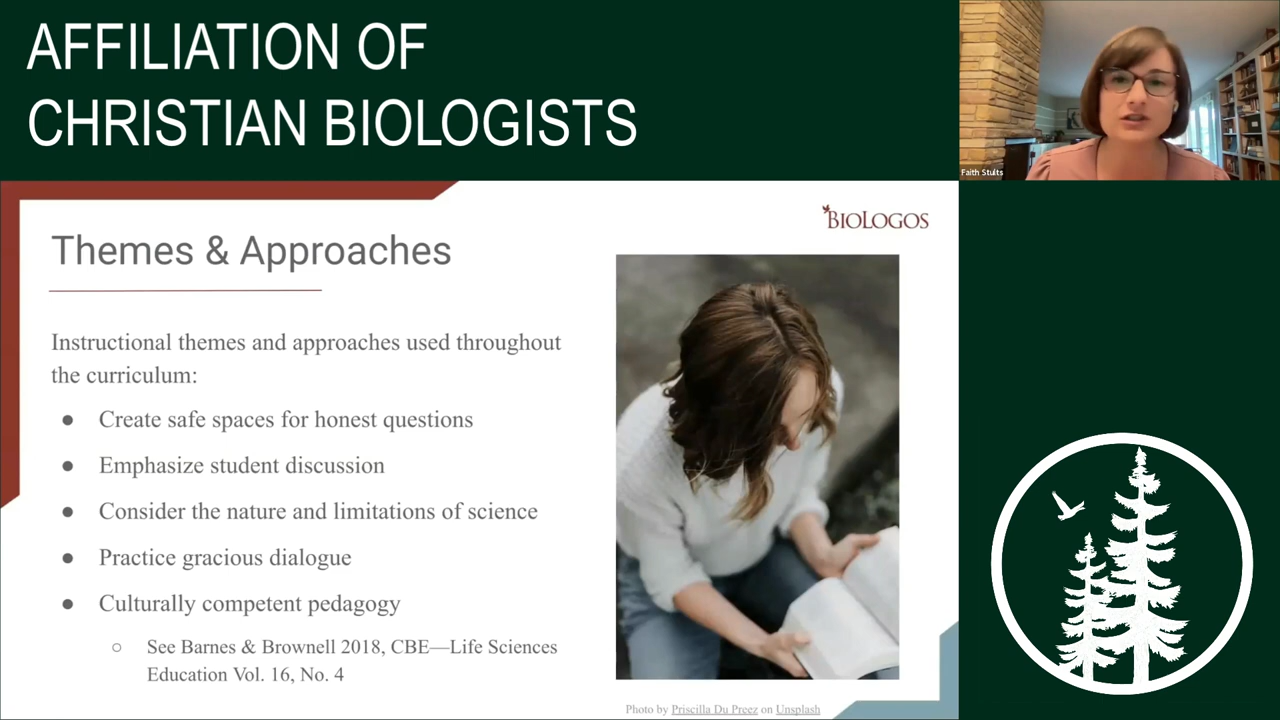 AFFILIATION OF
CHRISTIAN BIOLOGISTS
Faith Stults
BIOLOGOS
Themes & Approaches
Instructional themes and approaches used throughout
the curriculum:
● Create safe spaces for honest questions
● Emphasize student discussion
● Consider the nature and limitations of science
● Practice gracious dialogue
● Culturally competent pedagogy
○ See Barnes & Brownell 2018, CBE—Life Sciences
Education Vol. 16, No. 4
Photo by Priscilla Du Preez on Unsplash